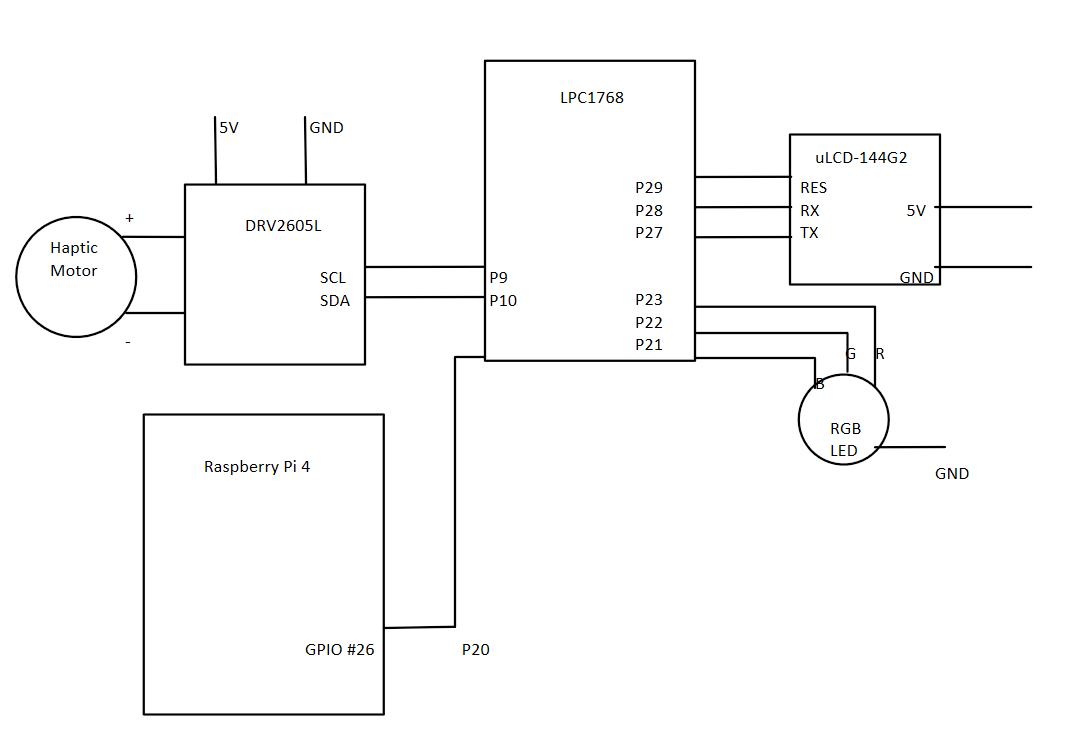 LPC1768
5V
GND
uLCD-144G2
P29
RES
P28
RX
5V
P27
TX
+
DRV2605L
Haptic
Motor
SCL
P9
GND
SDA
P10
P23
P22
P21
-
G
R
B
RGB
LED
GND
Raspberry Pi 4
GPIO #26
P20